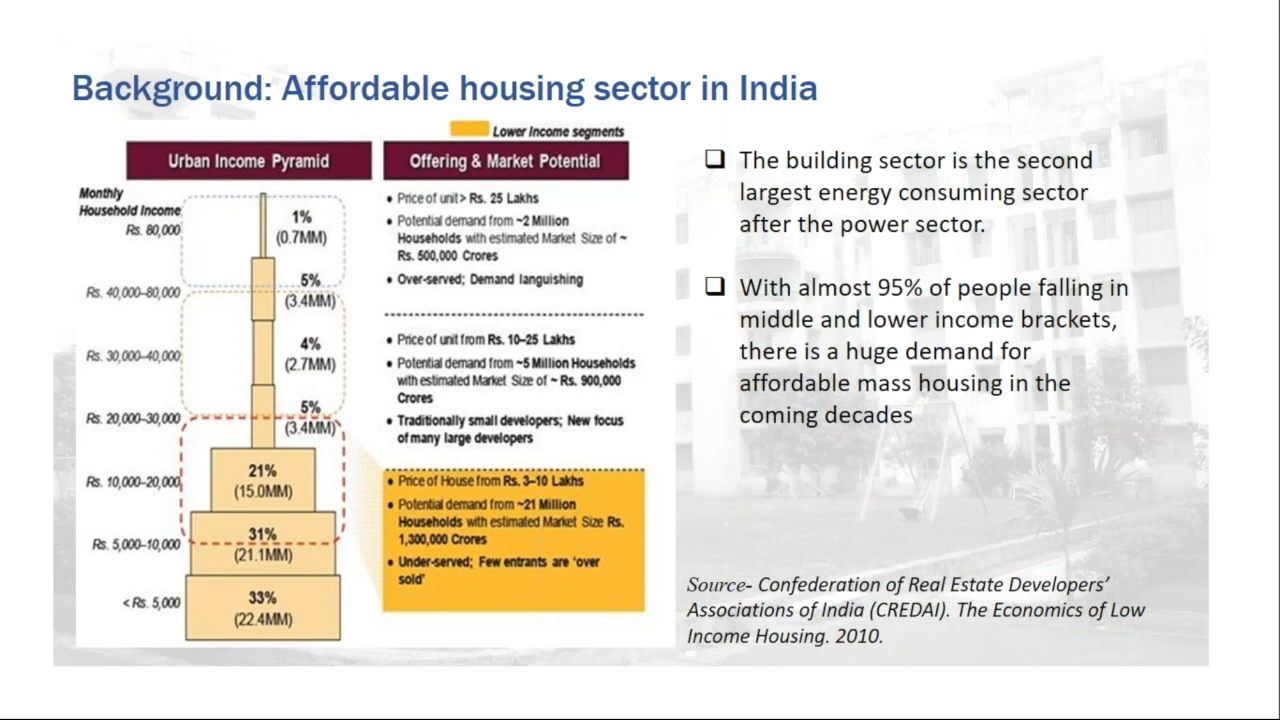 Background: Affordable housing sector in India
Lower Income segments
Urban Income Pyramid
Offering & Market Potential
Monthly
Household Income
Rs. 80,000
1%
(0.7MM)
Rs. 40,000–80,000
5%
(3.4MM)
Rs. 30,000–40,000
4%
(2.7MM)
Rs. 20,000–30,000
5%
(3.4MM)
Rs. 10,000–20,000
21%
(15.0MM)
Rs. 5,000–10,000
31%
(21.1MM)
< Rs. 5,000
33%
(22.4MM)
• Price of unit> Rs. 25 Lakhs
• Potential demand from ~2 Million
Households with estimated Market Size of ~
Rs. 500,000 Crores
• Over-served; Demand languishing
• Price of unit from Rs. 10–25 Lakhs
• Potential demand from ~5 Million Households
with estimated Market Size of ~ Rs. 900,000
Crores
• Traditionally small developers; New focus
of many large developers
• Price of House from Rs. 3–10 Lakhs
• Potential demand from ~21 Million
Households with estimated Market Size Rs.
1,300,000 Crores
• Under-served; Few entrants are 'over
sold'
❑ The building sector is the second
largest energy consuming sector
after the power sector.
❑ With almost 95% of people falling in
middle and lower income brackets,
there is a huge demand for
affordable mass housing in the
coming decades
Source- Confederation of Real Estate Developers'
Associations of India (CREDAI). The Economics of Low
Income Housing. 2010.